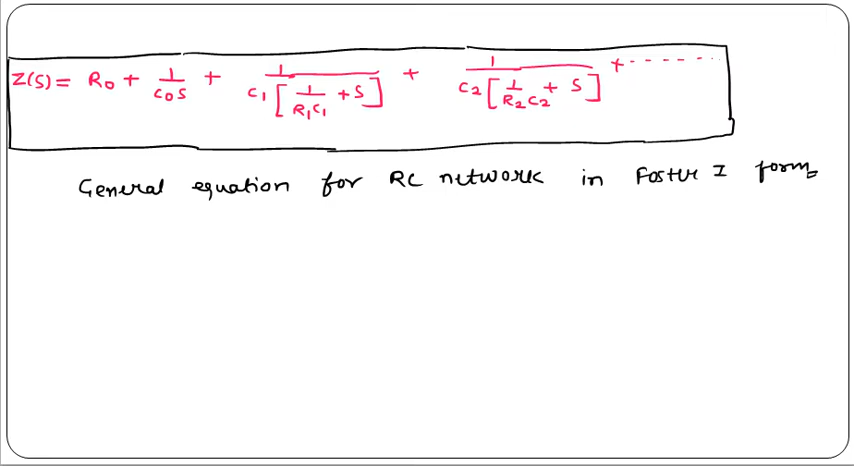 Z(S) = R0 + 1/C0S + 1/C1[1/R1C1 + S] + 1/C2[1/R2C2 + S] + -------
General equation for RC network in Foster I form